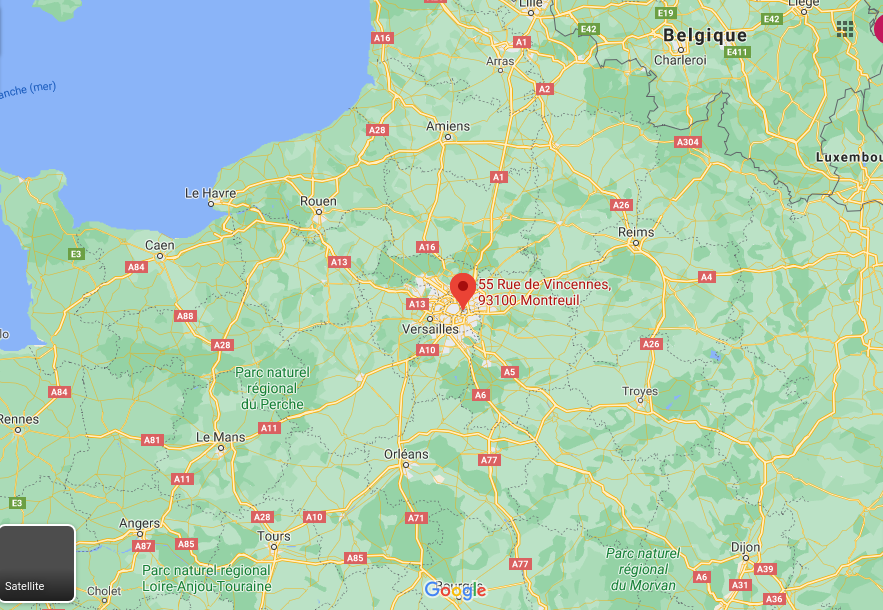 Lille
Liège
E19
E42
E42
A16
A1
Belgique
E411
Arras
Charleroi
anche (mer)
A2
Amiens
A28
A304
Luxembou
A1
Le Havre
A26
Rouen
Reims
Caen
A16
E3
A84
A13
A4
55 Rue de Vincennes,
93100 Montreuil
A13
A88
Versailles
A28
A10
A26
Parc naturel
régional
du Perche
A5
A84
A6
Troyes
Rennes
A11
A81
Le Mans
Orléans
A77
A11
E3
A28
A10
A71
Angers
A87
A85
Tours
A85
A77
Parc naturel
régional
du Morvan
Dijon
A39
A6
A31
A36
Satellite
Parc naturel régional
Loire-Anjou-Touraine
Cholet
Google